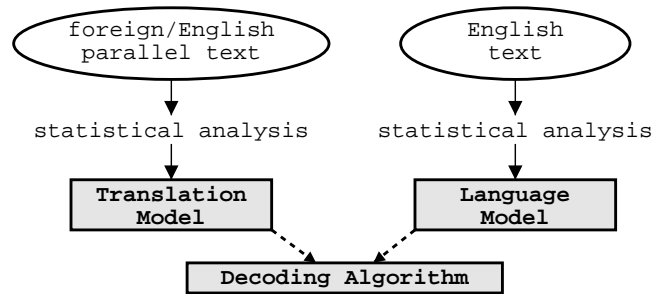 foreign/English
parallel text
English
text
statistical analysis
statistical analysis
Translation
Model
Language
Model
Decoding Algorithm